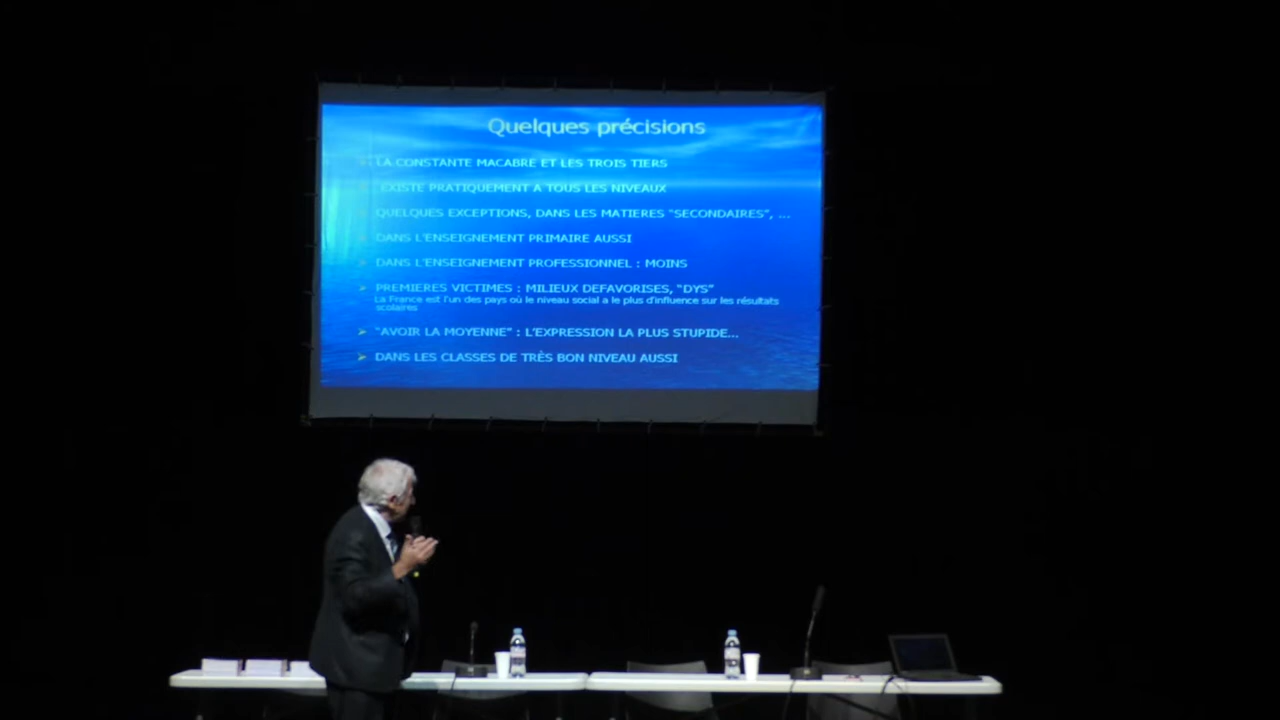 Quelques précisions
LA CONSTANTE MACABRE ET LES TROIS TIERS
EXISTE PRATIQUEMENT A TOUS LES NIVEAUX
QUELQUES EXCEPTIONS, DANS LES MATIERES "SECONDAIRES", ...
DANS L'ENSEIGNEMENT PRIMAIRE AUSSI
DANS L'ENSEIGNEMENT PROFESSIONNEL : MOINS
PREMIERES VICTIMES : MILIEUX DEFAVORISES, "DYS"
La France est l'un des pays où le niveau social a le plus d'influence sur les résultats
scolaires
"AVOIR LA MOYENNE" : L'EXPRESSION LA PLUS STUPIDE...
DANS LES CLASSES DE TRÈS BON NIVEAU AUSSI